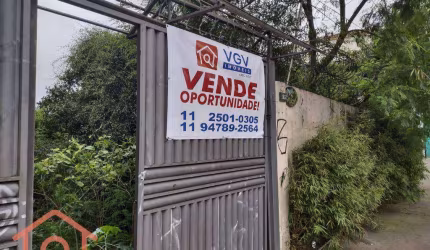 VGV
IMÓVEIS
VENDE
OPORTUNIDADE!
11 2501-0305
11 94789-2564